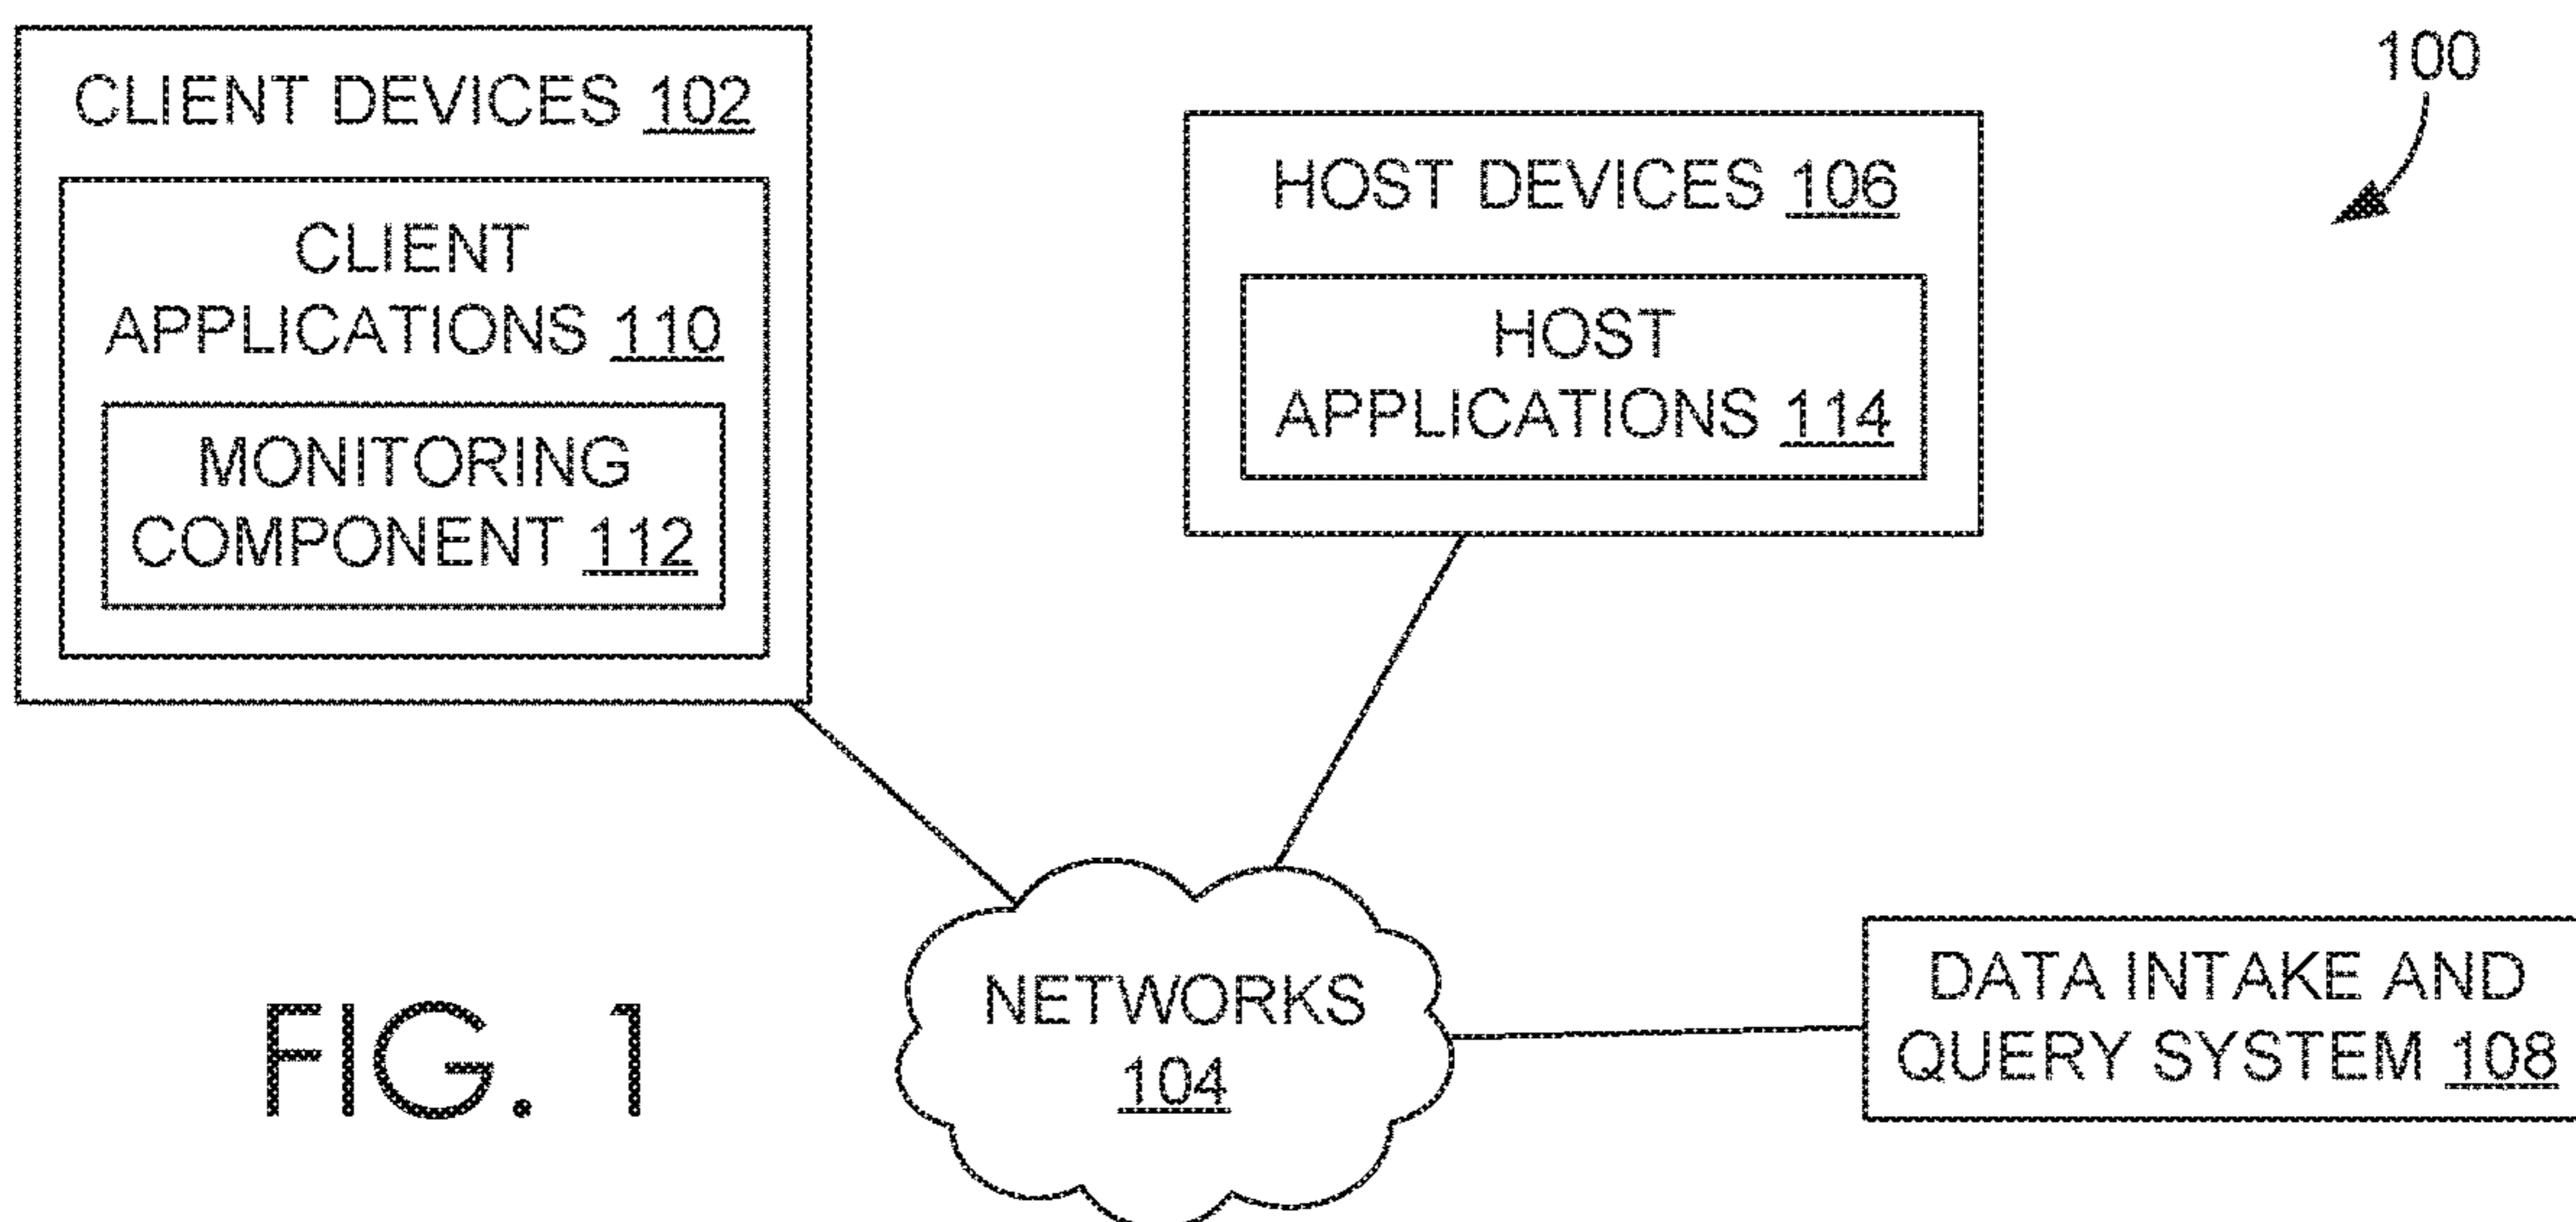 CLIENT DEVICES 102
CLIENT
APPLICATIONS 110
MONITORING
COMPONENT 112
HOST DEVICES 106
HOST
APPLICATIONS 114
100
NETWORKS
104
DATA INTAKE AND
QUERY SYSTEM 108
FIG. 1